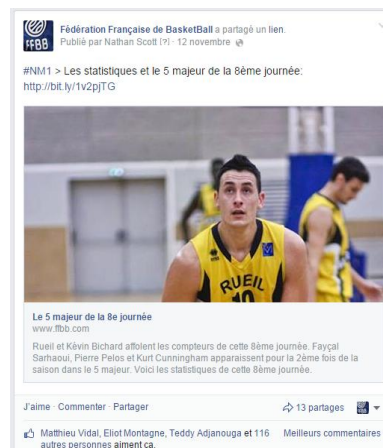 FFBB
Fédération Française de BasketBall a partagé un lien.
Publié par Nathan Scott [?] · 12 novembre
#NM1 > Les statistiques et le 5 majeur de la 8ème journée:
http://bit.ly/1v2pjTG
RUEIL
10
Le 5 majeur de la 8e journée
www.ffbb.com
Rueil et Kévin Bichard affolent les compteurs de cette 8ème journée. Fayçal
Sarhaoui, Pierre Pelos et Kurt Cunningham apparaissent pour la 2ème fois de la
saison dans le 5 majeur. Voici les statistiques de cette 8ème journée.
J'aime · Commenter · Partager
13 partages
Matthieu Vidal, Eliot Montagne, Teddy Adjanouga et 116
autres personnes aiment ça.
Meilleurs commentaires